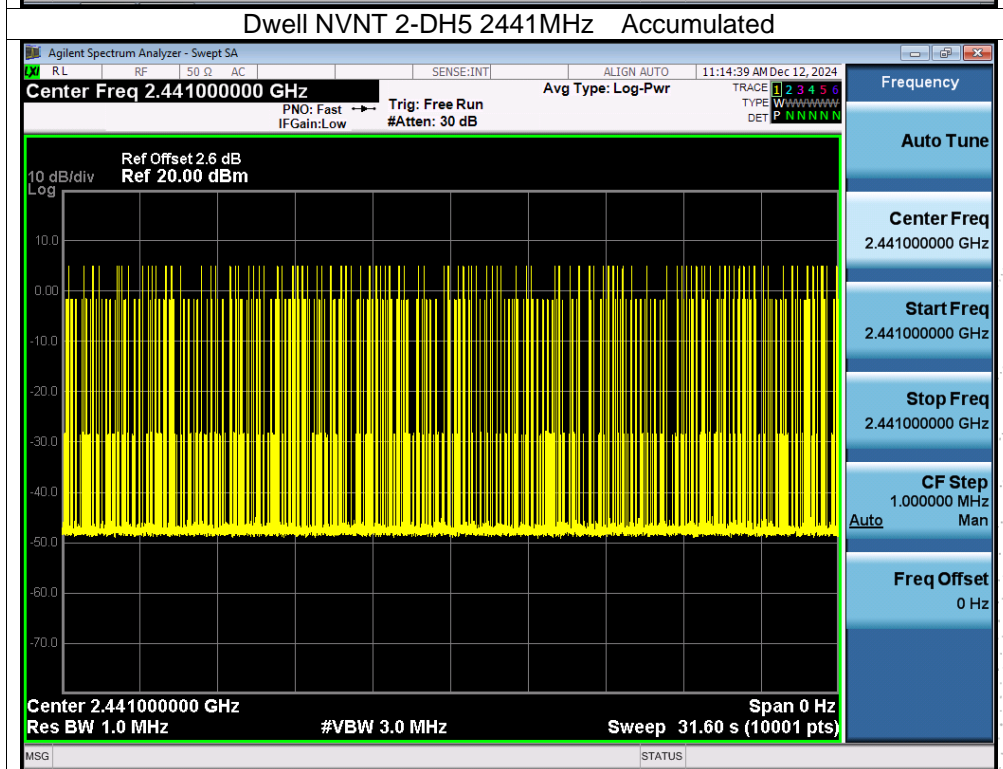 Dwell NVNT 2-DH5 2441MHz Accumulated
Agilent Spectrum Analyzer - Swept SA
LXI RL RF 50 Ω AC SENSE:INT ALIGN AUTO 11:14:39 AM Dec 12, 2024
Center Freq 2.441000000 GHz
PNO: Fast
IFGain:Low
Trig: Free Run
#Atten: 30 dB
Avg Type: Log-Pwr
TRACE 1 2 3 4 5 6
TYPE WWWWWWW
DET P N N N N N
Ref Offset 2.6 dB
10 dB/div Ref 20.00 dBm
Log
10.0
0.00
-10.0
-20.0
-30.0
-40.0
-50.0
-60.0
-70.0
Center 2.441000000 GHz Span 0 Hz
Res BW 1.0 MHz #VBW 3.0 MHz Sweep 31.60 s (10001 pts)
MSG STATUS
Frequency
Auto Tune
Center Freq
2.441000000 GHz
Start Freq
2.441000000 GHz
Stop Freq
2.441000000 GHz
CF Step
1.000000 MHz
Auto Man
Freq Offset
0 Hz